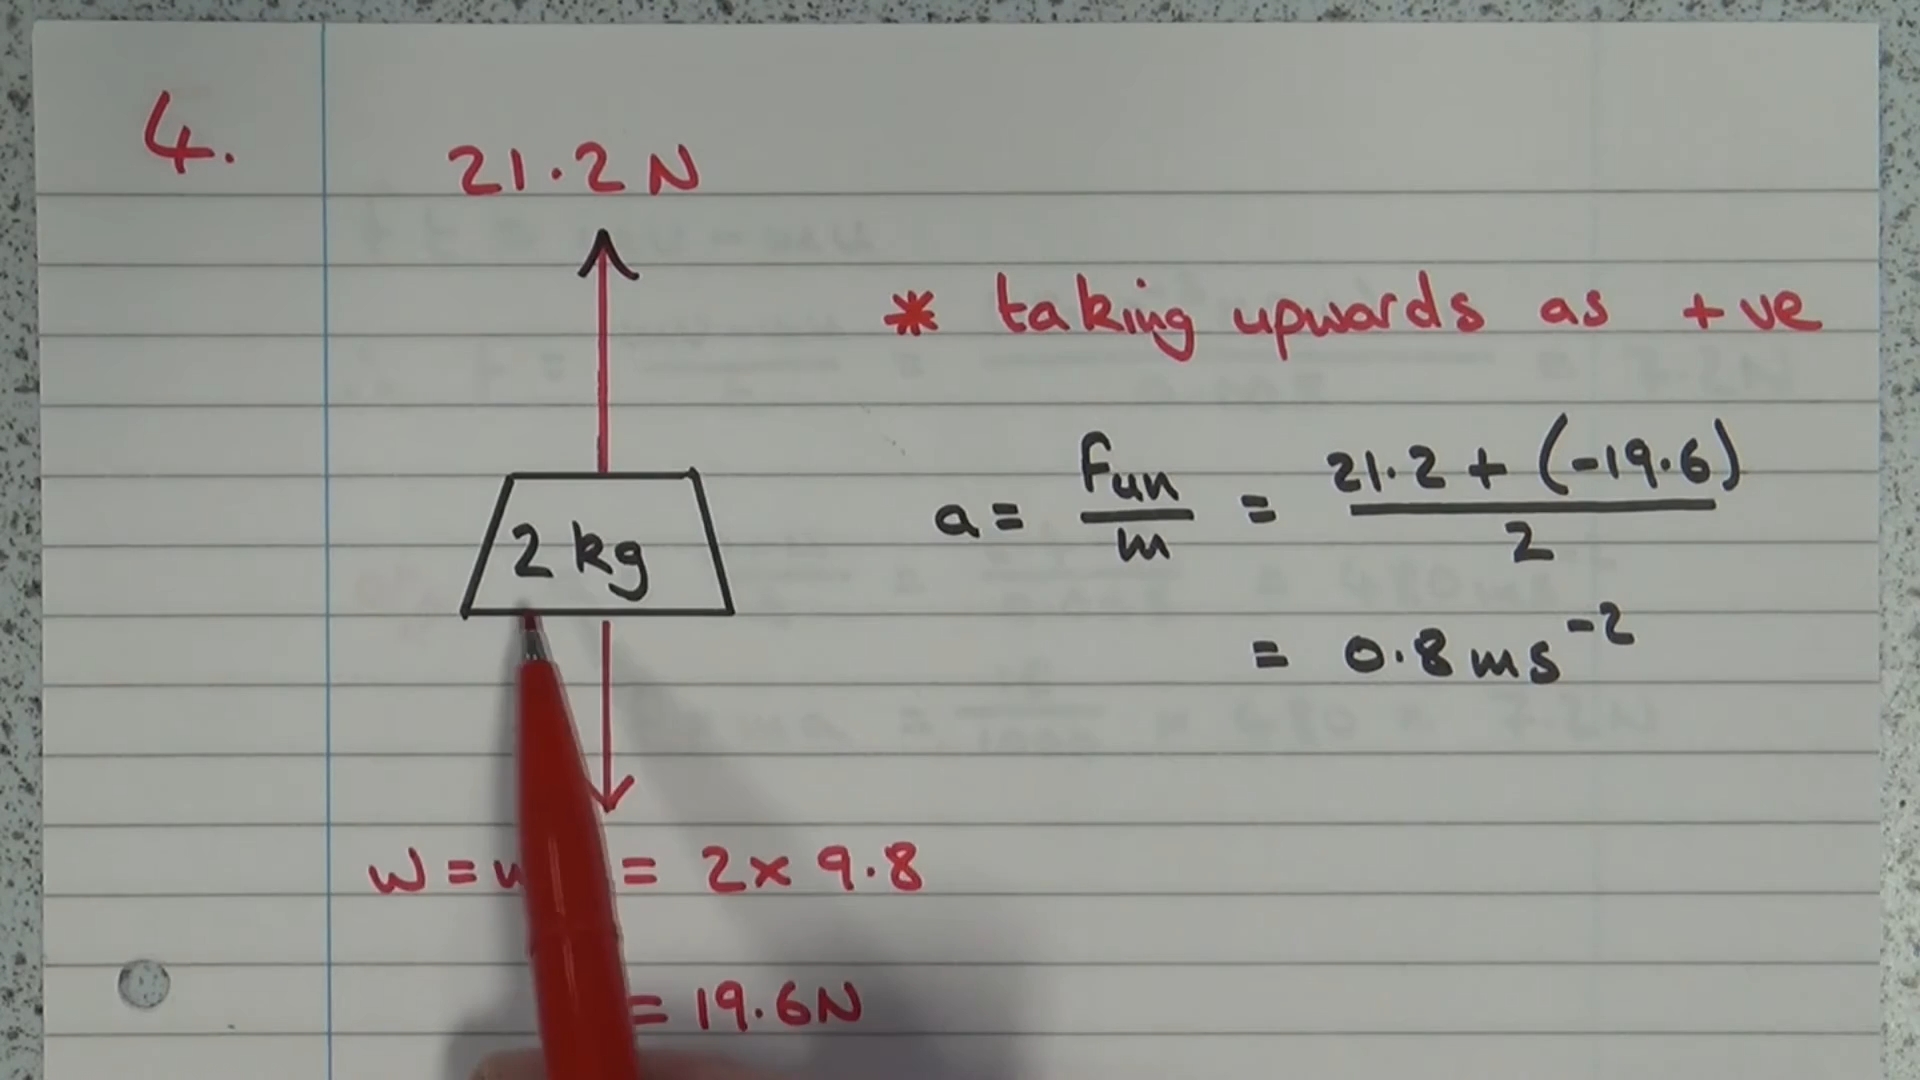 4.
21.2 N
* taking upwards as +ve
a = Fun/m = 21.2 + (-19.6)/2
2 kg
= 0.8 ms⁻²
W = = 2 x 9.8
= 19.6N